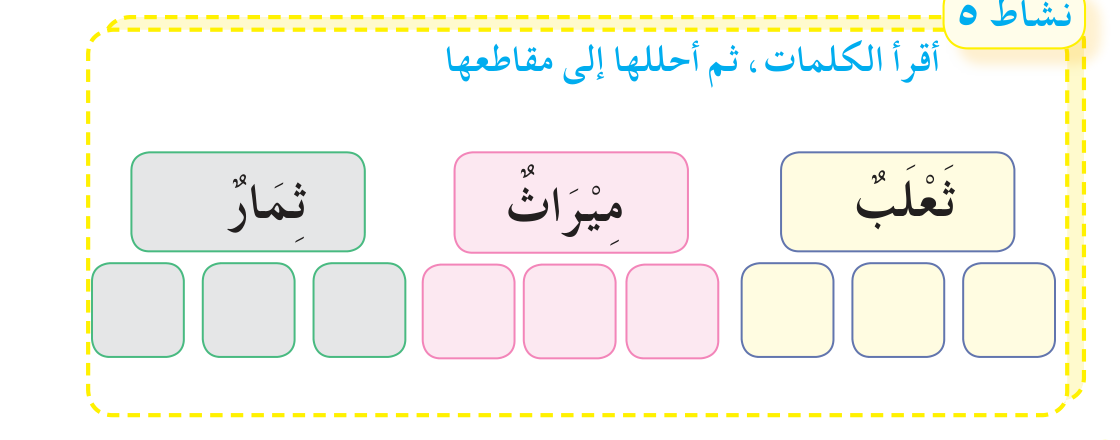 نشاط ٥
أقرأ الكلمات، ثم أحللها إلى مقاطعها
ثَعْلَبٌ مِيْرَاثٌ ثِمَارٌ